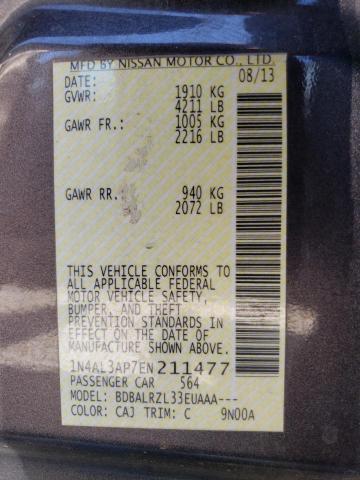 MFD BY NISSAN MOTOR CO., LTD.
DATE: 08/13
GVWR: 1910 KG
4211 LB
GAWR FR.: 1005 KG
2216 LB
GAWR RR. 940 KG
2072 LB
THIS VEHICLE CONFORMS TO
ALL APPLICABLE FEDERAL
MOTOR VEHICLE SAFETY,
BUMPER, AND THEFT
PREVENTION STANDARDS IN
EFFECT ON THE DATE OF
MANUFACTURE SHOWN ABOVE.
1N4AL3AP7EN211477
PASSENGER CAR 564
MODEL: BDBALRZL33EUAAA---
COLOR: CAJ TRIM: C 9N00A